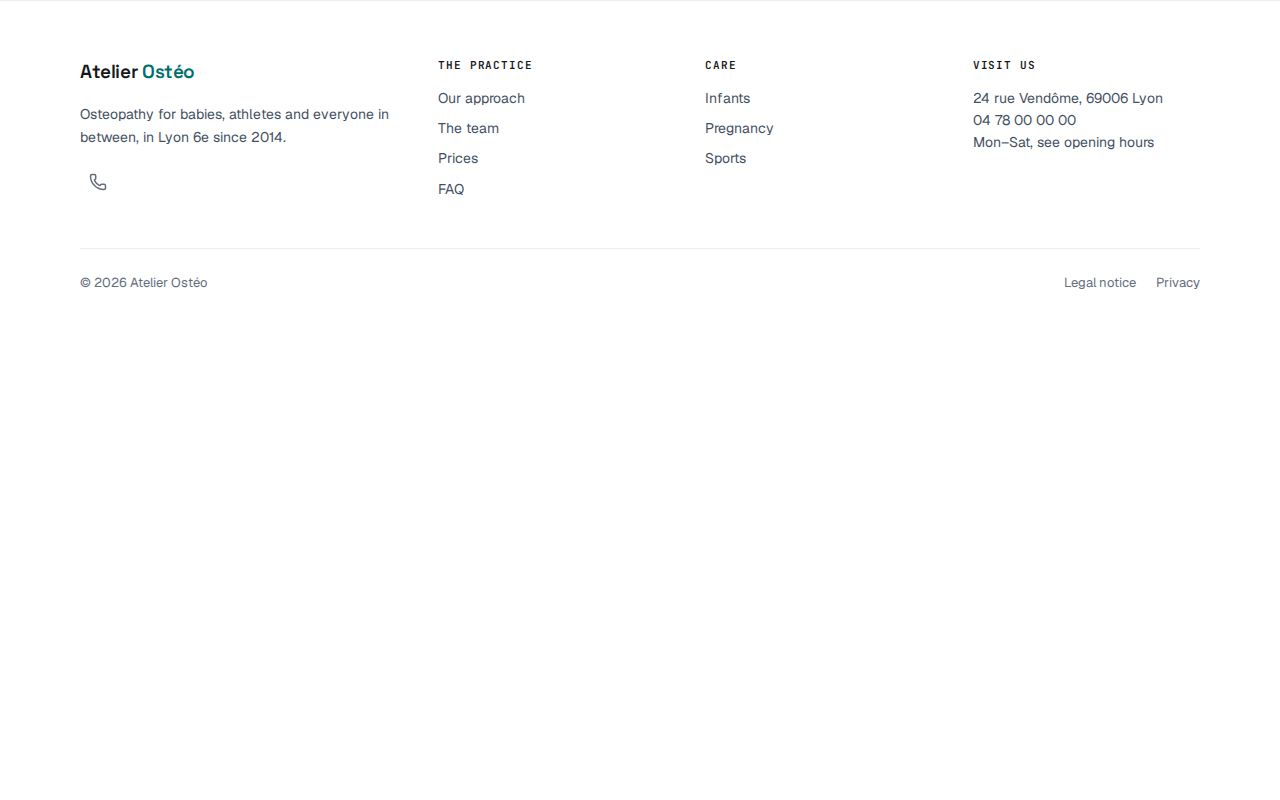 Atelier Ostéo
Osteopathy for babies, athletes and everyone in
between, in Lyon 6e since 2014.
THE PRACTICE
Our approach
The team
Prices
FAQ
CARE
Infants
Pregnancy
Sports
VISIT US
24 rue Vendôme, 69006 Lyon
04 78 00 00 00
Mon–Sat, see opening hours
© 2026 Atelier Ostéo
Legal notice
Privacy